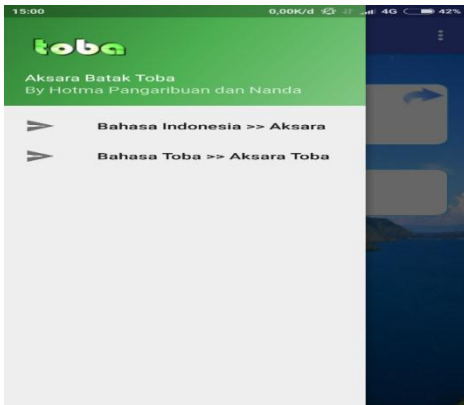 15:00 0,00K/d 4G 42%
toba
Aksara Batak Toba
By Hotma Pangaribuan dan Nanda
Bahasa Indonesia >> Aksara
Bahasa Toba >> Aksara Toba